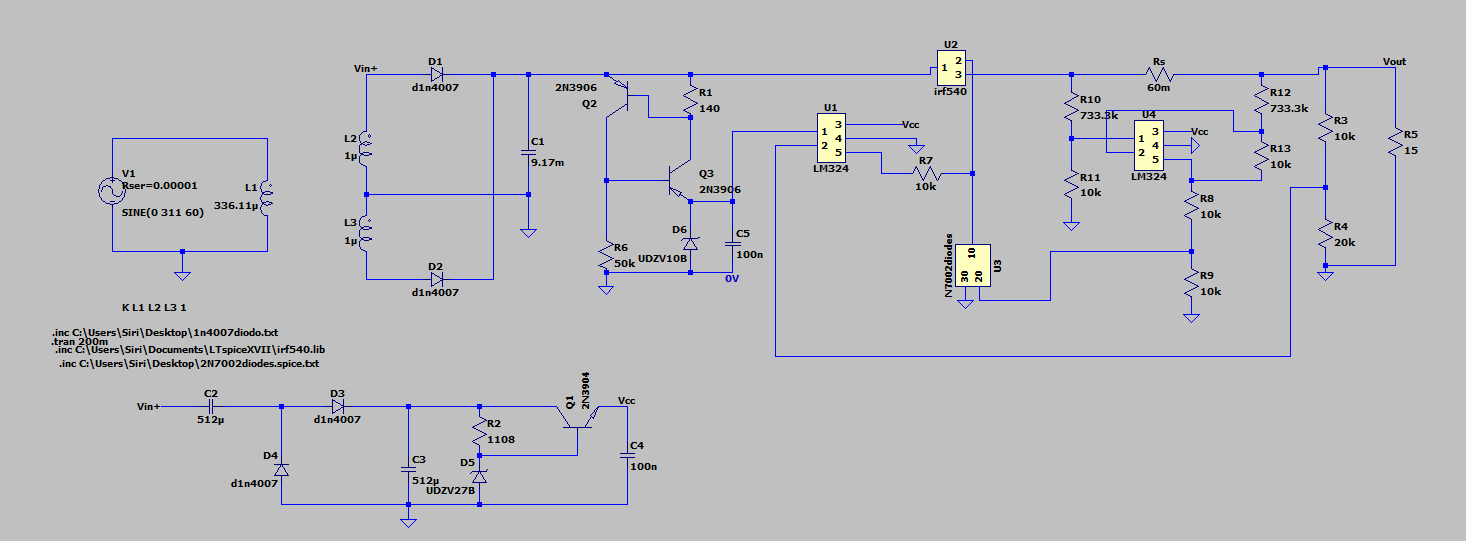 Vin+
D1
d1n4007
L2
1µ
L3
1µ
D2
d1n4007
V1
Rser=0.00001
SINE(0 311 60)
L1
336.11µ
K L1 L2 L3 1
.inc C:\Users\Siri\Desktop\1n4007diodo.txt
.tran 200m
.inc C:\Users\Siri\Documents\LTspiceXVII\irf540.lib
.inc C:\Users\Siri\Desktop\2N7002diodes.spice.txt
C1
9.17m
2N3906
Q2
R1
140
Q3
2N3906
R6
50k
D6
UDZV10B
C5
100n
0V
U1
1
2
3
4
5
LM324
Vcc
R7
10k
U2
1
2
3
irf540
U3
10
30
20
N7002diodes
R10
733.3k
R11
10k
Rs
60m
U4
1
2
3
4
5
LM324
Vcc
R12
733.3k
R13
10k
R8
10k
R9
10k
R3
10k
R4
20k
Vout
R5
15
Vin+
C2
512µ
D3
d1n4007
D4
d1n4007
C3
512µ
R2
1108
D5
UDZV27B
Q1
2N3904
Vcc
C4
100n